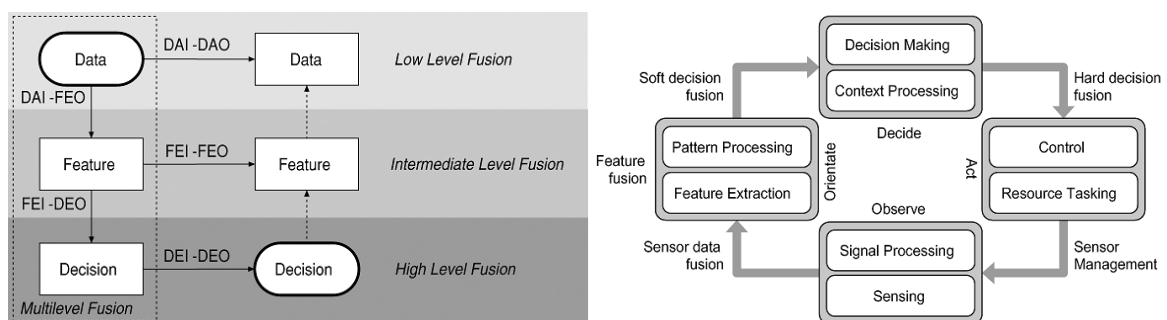 Data
DAI -DAO
Data
Low Level Fusion
DAI -FEO
Feature
FEI -FEO
Feature
Intermediate Level Fusion
FEI -DEO
Decision
DEI -DEO
Decision
High Level Fusion
Multilevel Fusion
Decision Making
Context Processing
Decide
Soft decision
fusion
Hard decision
fusion
Pattern Processing
Feature Extraction
Orientate
Feature
fusion
Act
Control
Resource Tasking
Observe
Signal Processing
Sensing
Sensor data
fusion
Sensor
Management